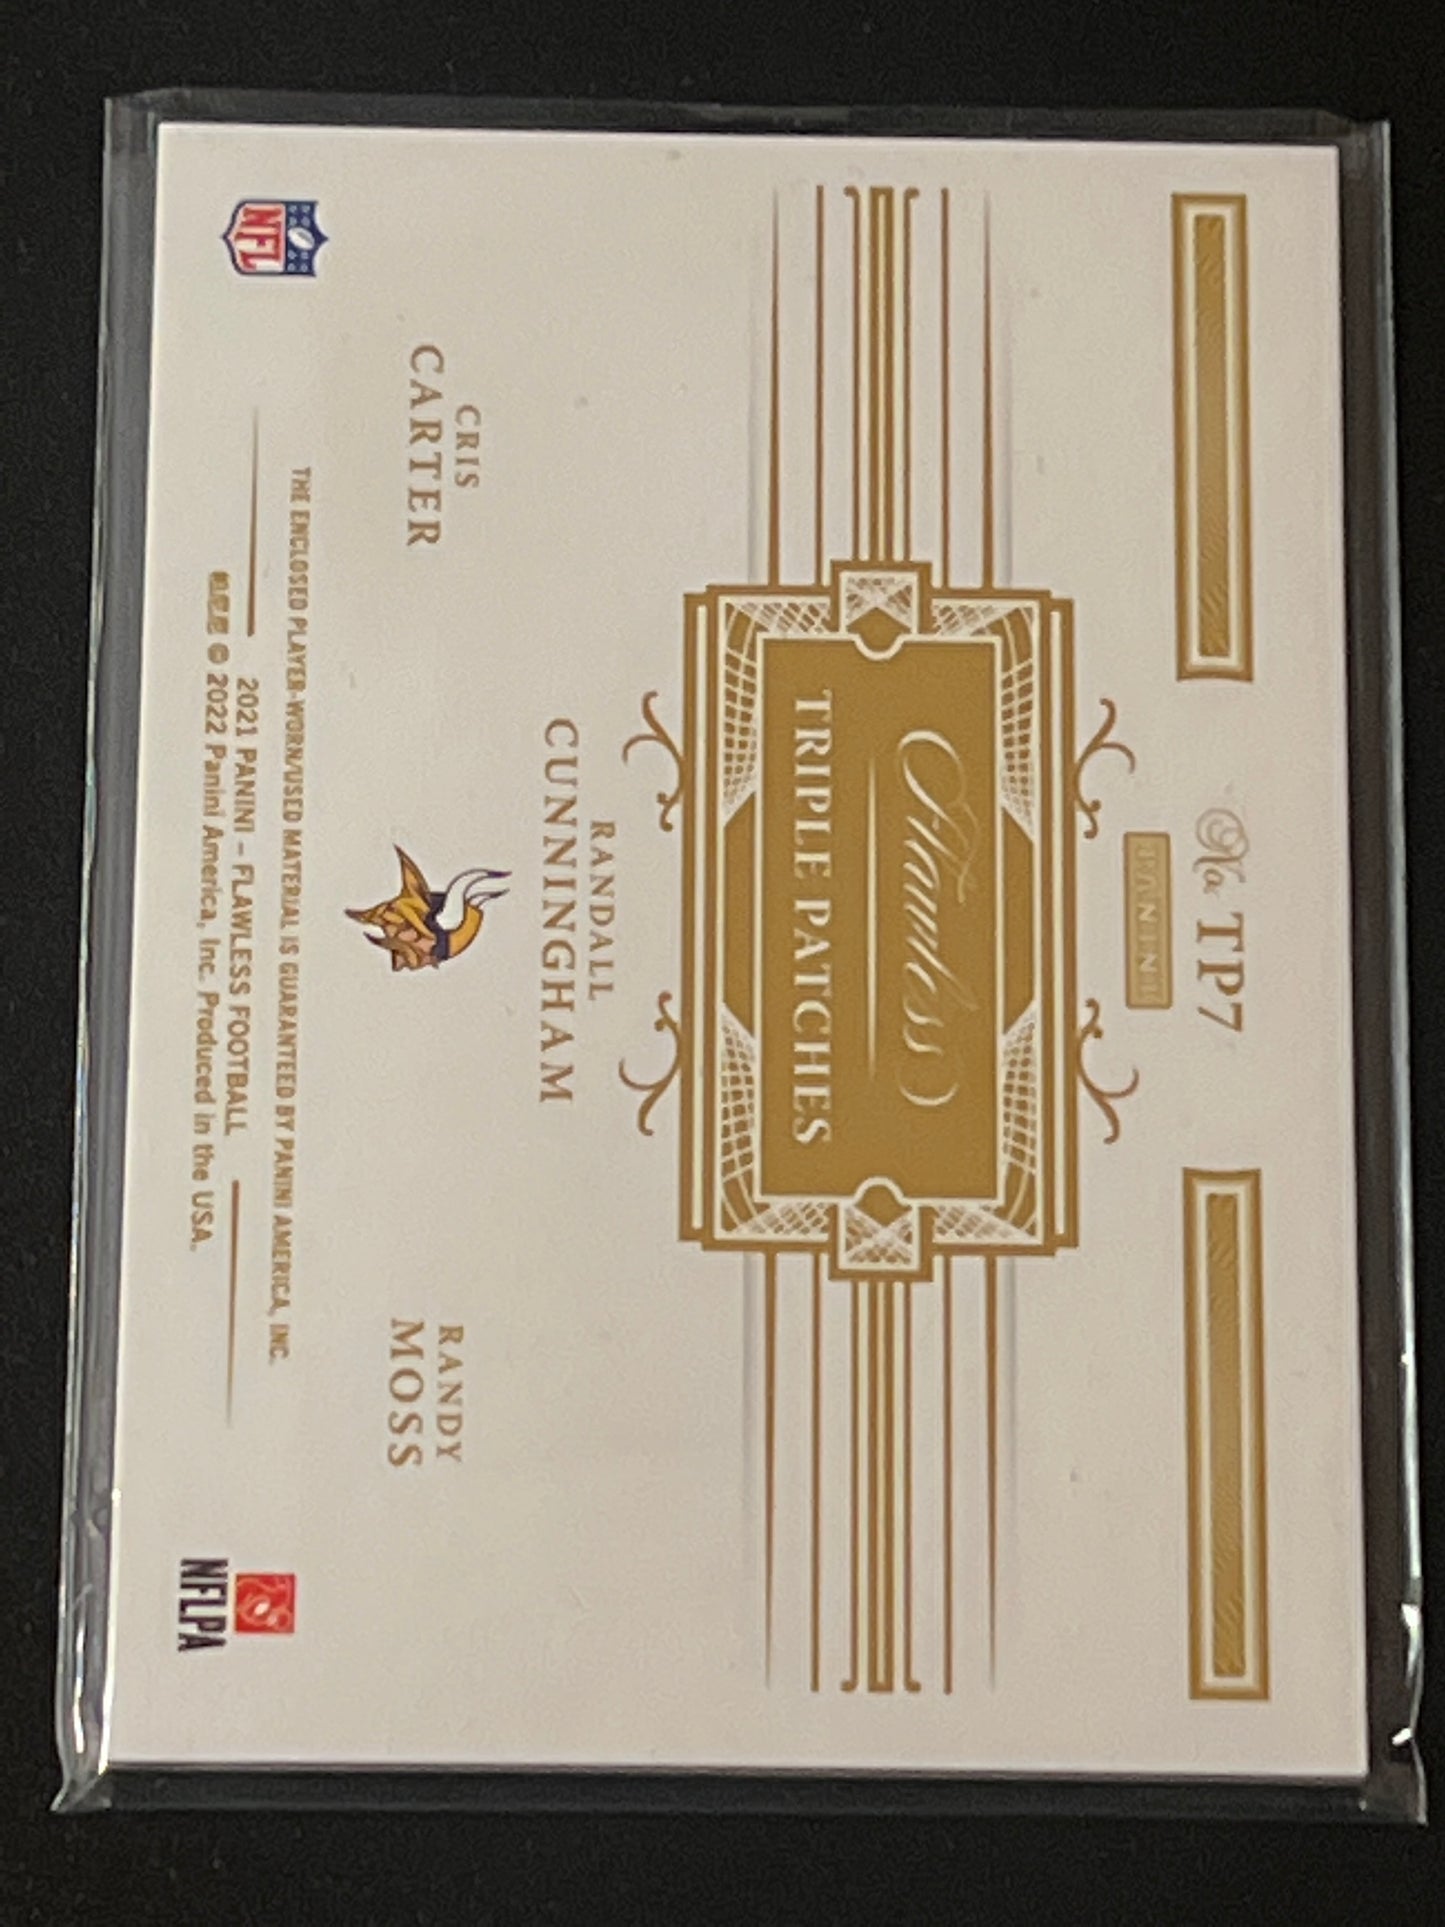 No TP7
PANINI
Flawless
TRIPLE PATCHES
RANDALL
CUNNINGHAM
CRIS
CARTER
RANDY
MOSS
THE ENCLOSED PLAYER-WORN/USED MATERIAL IS GUARANTEED BY PANINI AMERICA, INC.
2021 PANINI – FLAWLESS FOOTBALL
© 2022 Panini America, Inc. Produced in the USA.
NFL
NFLPA